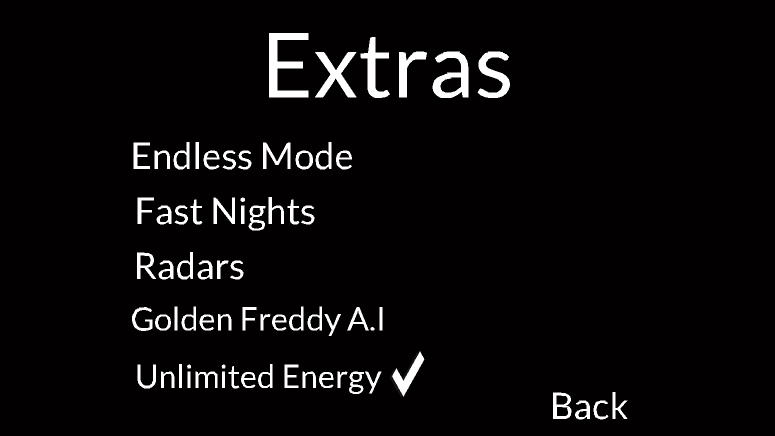 Extras
Endless Mode
Fast Nights
Radars
Golden Freddy A.I
Unlimited Energy ✓
Back